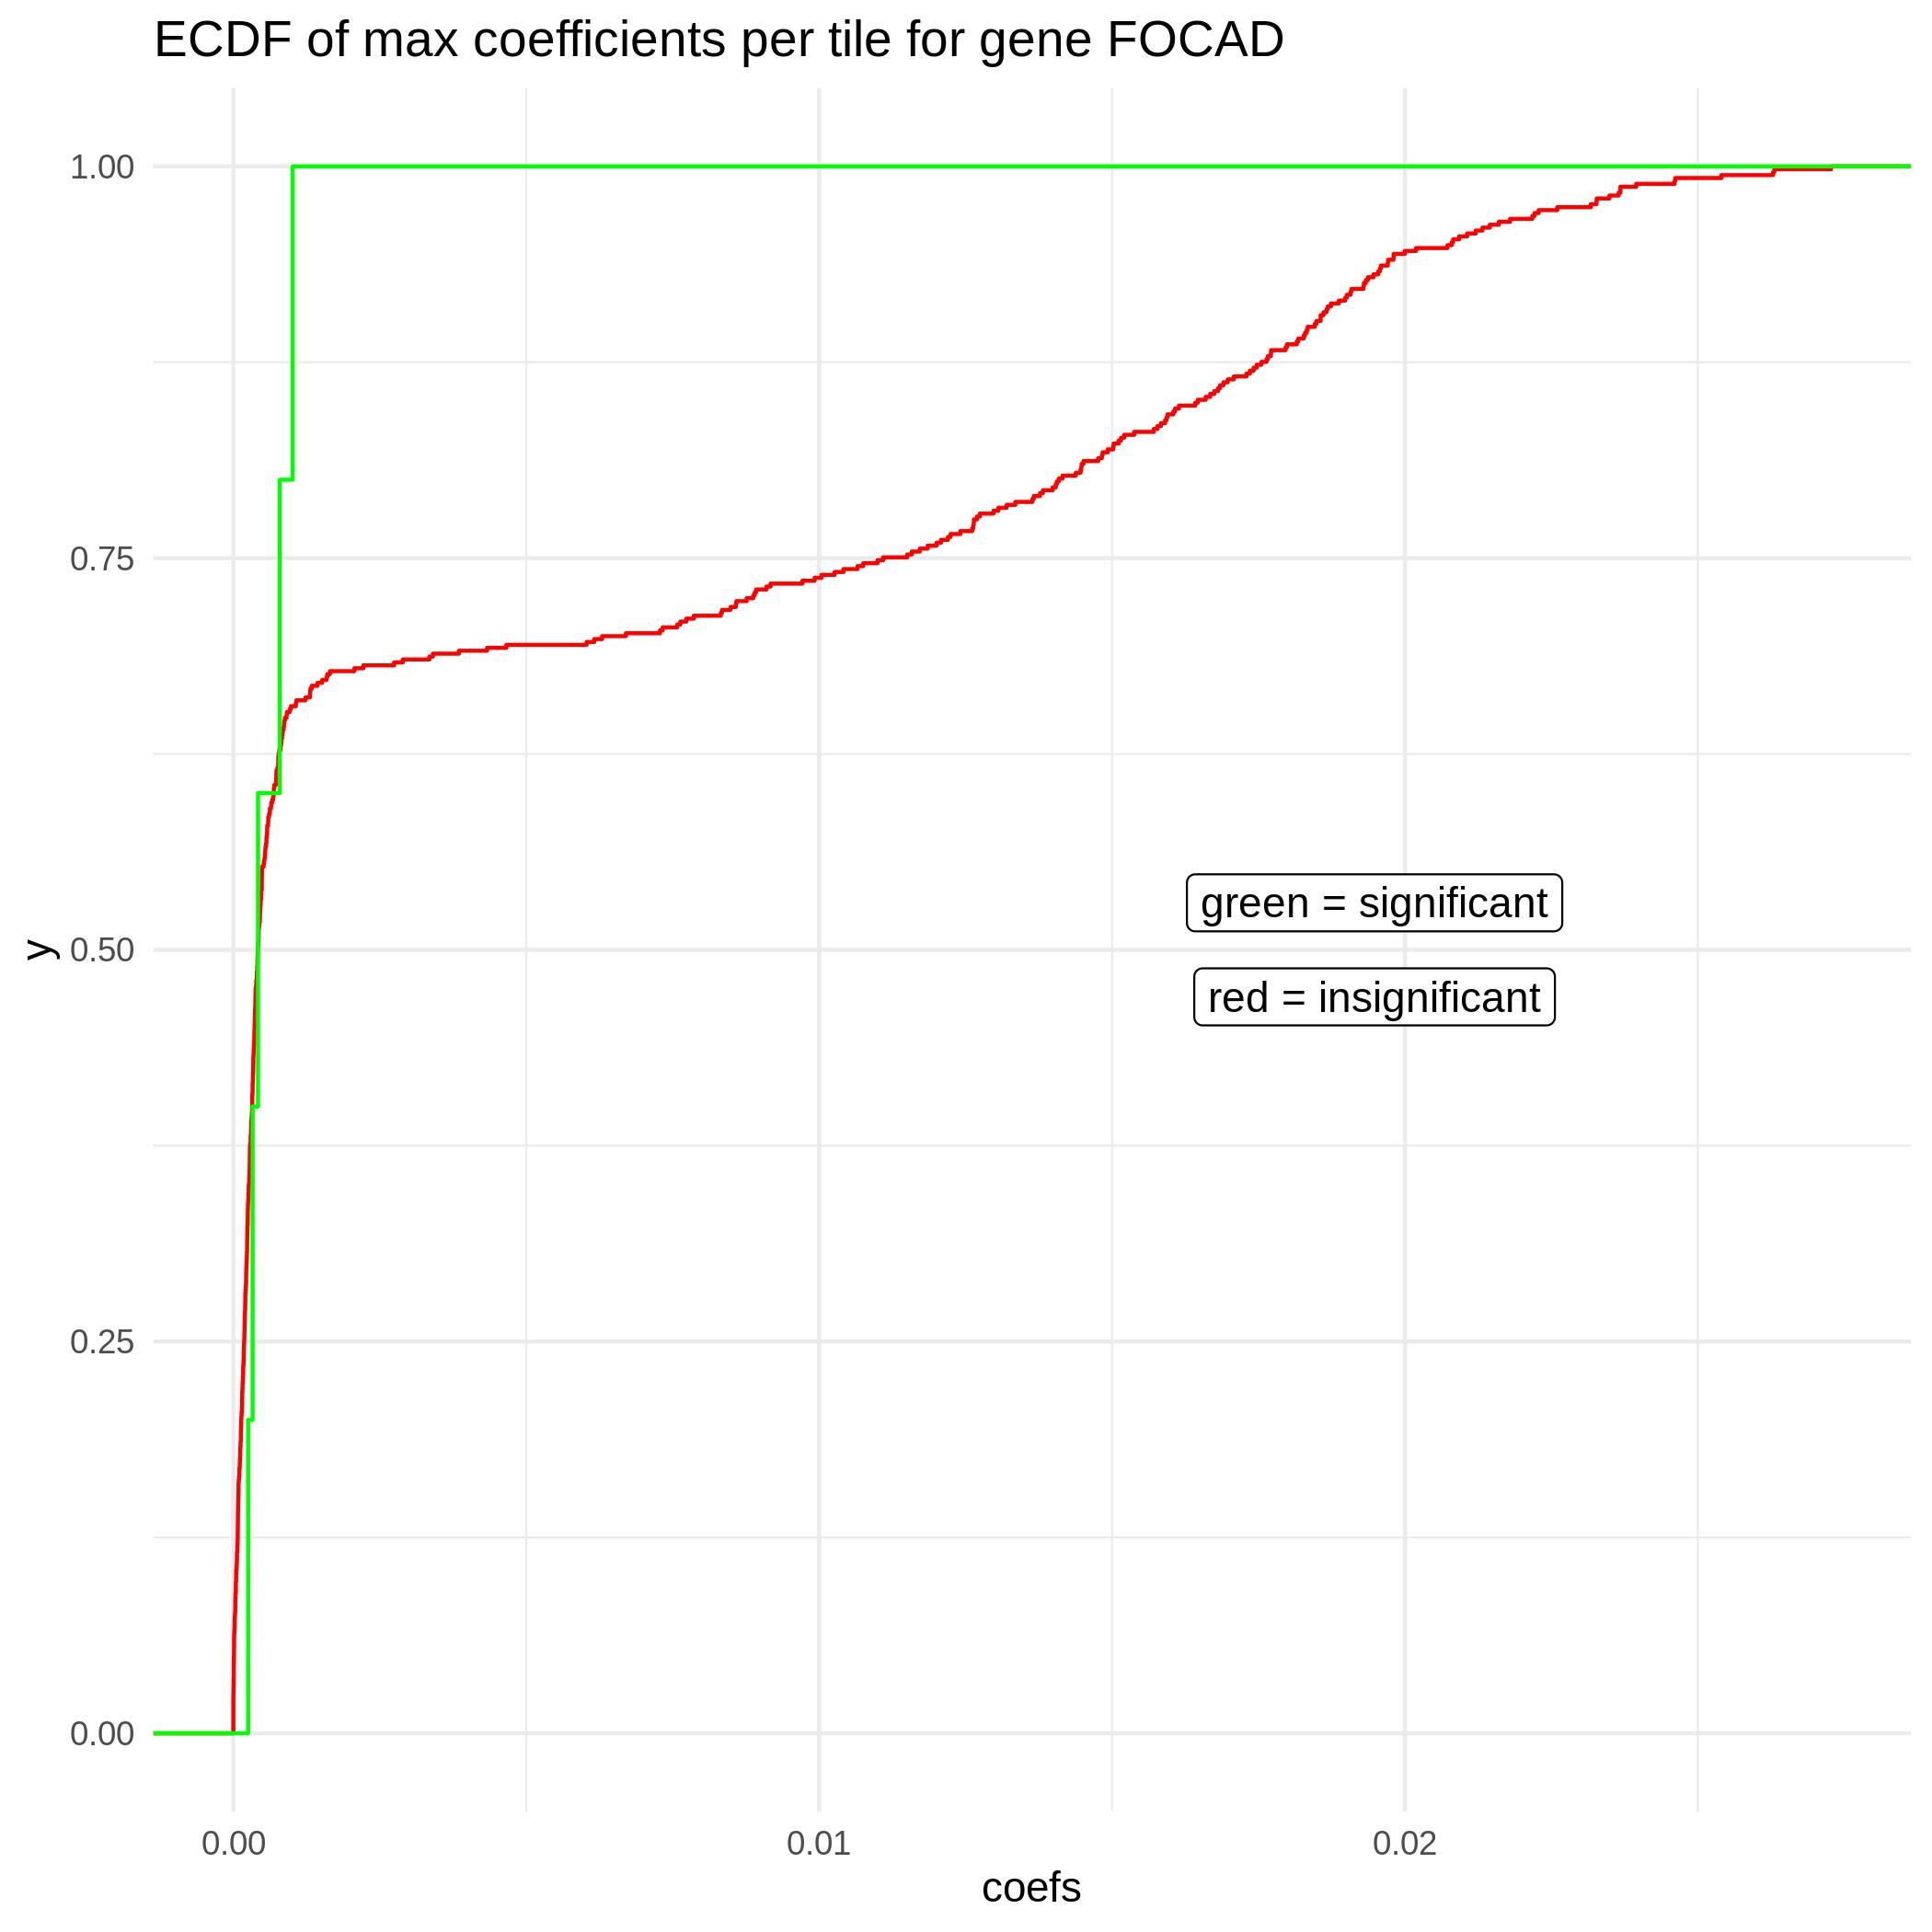 ECDF of max coefficients per tile for gene FOCAD
1.00
0.75
0.50
0.25
0.00
y
green = significant
red = insignificant
0.00 0.01 0.02
coefs